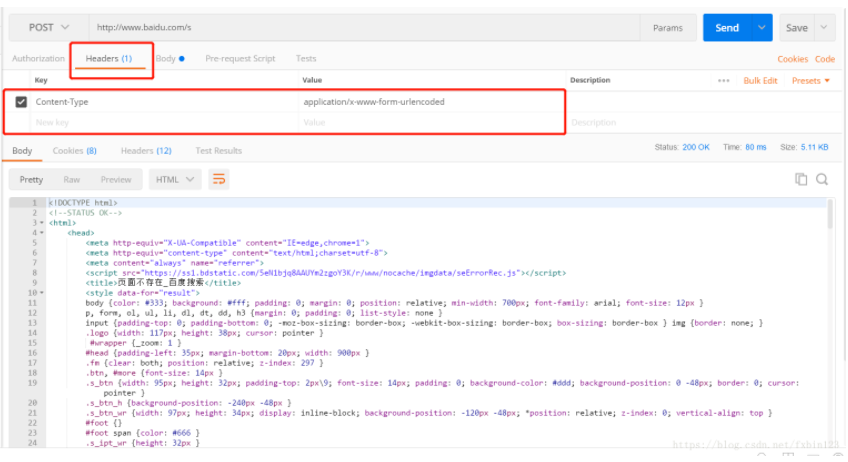 POST http://www.baidu.com/s Params Send Save
Authorization Headers (1) Body Pre-request Script Tests Cookies Code
Key Value Description ••• Bulk Edit Presets
Content-Type application/x-www-form-urlencoded
New key Value Description
Body Cookies (8) Headers (12) Test Results Status: 200 OK Time: 80 ms Size: 5.11 KB
Pretty Raw Preview HTML
1 <!DOCTYPE html>
2 <!--STATUS OK-->
3 <html>
4 <head>
5 <meta http-equiv="X-UA-Compatible" content="IE=edge,chrome=1">
6 <meta http-equiv="content-type" content="text/html;charset=utf-8">
7 <meta content="always" name="referrer">
8 <script src="https://ss1.bdstatic.com/5eN1bjq8AAUYm2zgoY3K/r/www/nocache/imgdata/seErrorRec.js"></script>
9 <title>页面不存在_百度搜索</title>
10 <style data-for="result">
11 body {color: #333; background: #fff; padding: 0; margin: 0; position: relative; min-width: 700px; font-family: arial; font-size: 12px }
12 p, form, ol, ul, li, dl, dt, dd, h3 {margin: 0; padding: 0; list-style: none }
13 input {padding-top: 0; padding-bottom: 0; -moz-box-sizing: border-box; -webkit-box-sizing: border-box; box-sizing: border-box } img {border: none; }
14 .logo {width: 117px; height: 38px; cursor: pointer }
15 #wrapper {_zoom: 1 }
16 #head {padding-left: 35px; margin-bottom: 20px; width: 900px }
17 .fm {clear: both; position: relative; z-index: 297 }
18 .btn, #more {font-size: 14px }
19 .s_btn {width: 95px; height: 32px; padding-top: 2px\9; font-size: 14px; padding: 0; background-color: #ddd; background-position: 0 -48px; border: 0; cursor:
pointer }
20 .s_btn_h {background-position: -240px -48px }
21 .s_btn_wr {width: 97px; height: 34px; display: inline-block; background-position: -120px -48px; *position: relative; z-index: 0; vertical-align: top }
22 #foot {}
23 #foot span {color: #666 }
24 .s_ipt_wr {height: 32px }